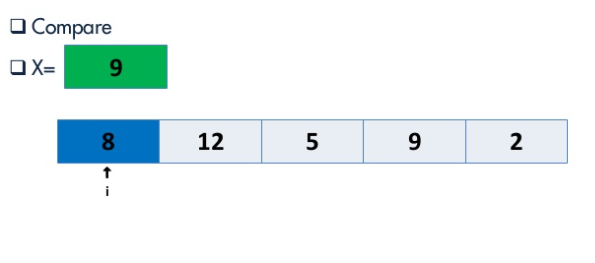 ❑ Compare
❑ X= 9
8 12 5 9 2
i